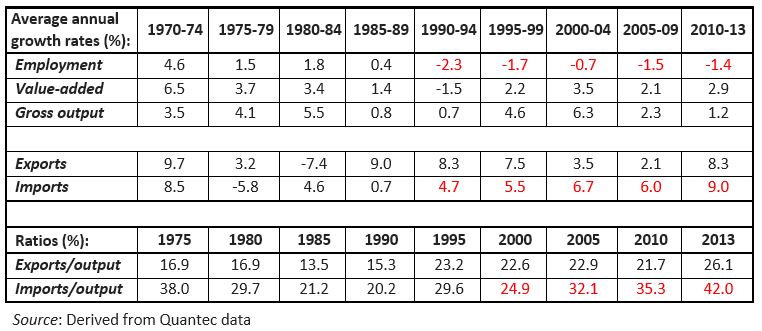 Average annual growth rates (%): 1970-74 1975-79 1980-84 1985-89 1990-94 1995-99 2000-04 2005-09 2010-13
Employment 4.6 1.5 1.8 0.4 -2.3 -1.7 -0.7 -1.5 -1.4
Value-added 6.5 3.7 3.4 1.4 -1.5 2.2 3.5 2.1 2.9
Gross output 3.5 4.1 5.5 0.8 0.7 4.6 6.3 2.3 1.2
Exports 9.7 3.2 -7.4 9.0 8.3 7.5 3.5 2.1 8.3
Imports 8.5 -5.8 4.6 0.7 4.7 5.5 6.7 6.0 9.0
Ratios (%): 1975 1980 1985 1990 1995 2000 2005 2010 2013
Exports/output 16.9 16.9 13.5 15.3 23.2 22.6 22.9 21.7 26.1
Imports/output 38.0 29.7 21.2 20.2 29.6 24.9 32.1 35.3 42.0
Source: Derived from Quantec data